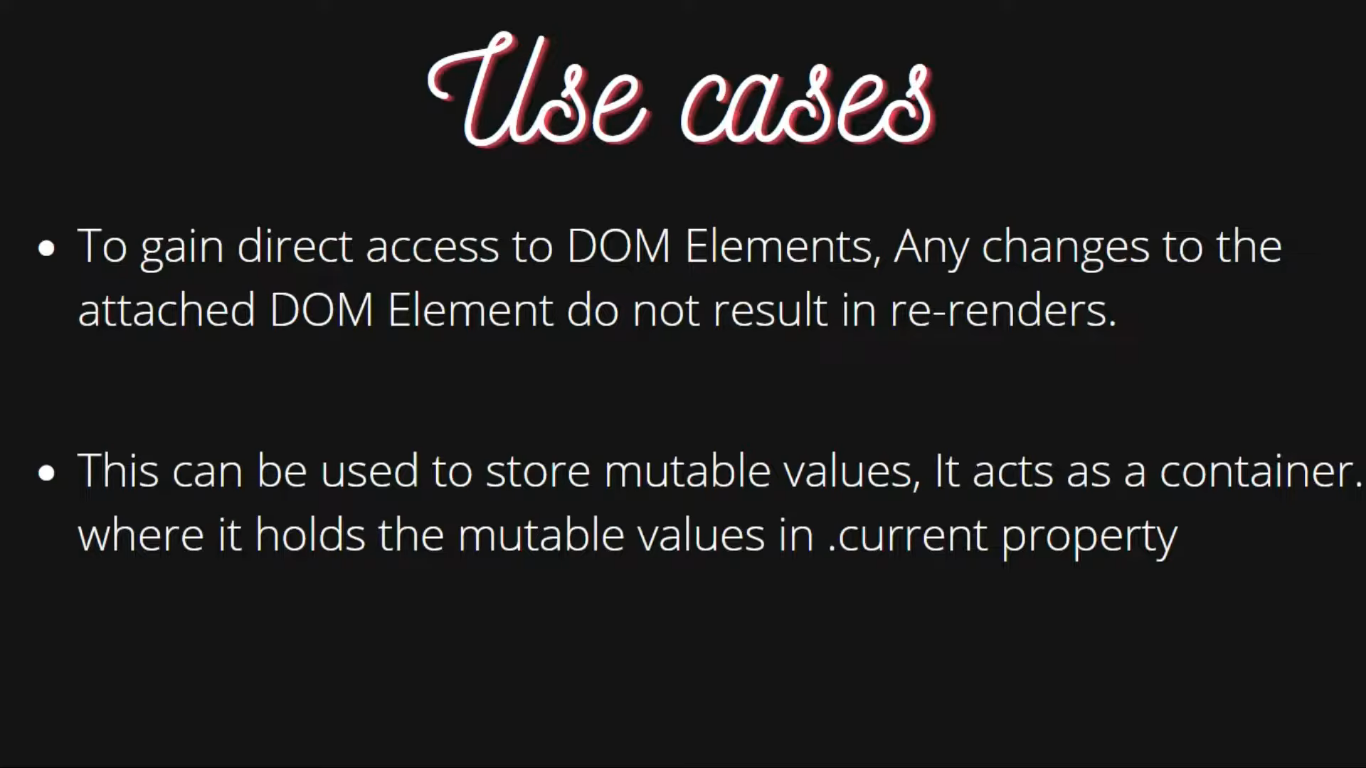 Use cases
• To gain direct access to DOM Elements, Any changes to the
attached DOM Element do not result in re-renders.
• This can be used to store mutable values, It acts as a container.
where it holds the mutable values in .current property